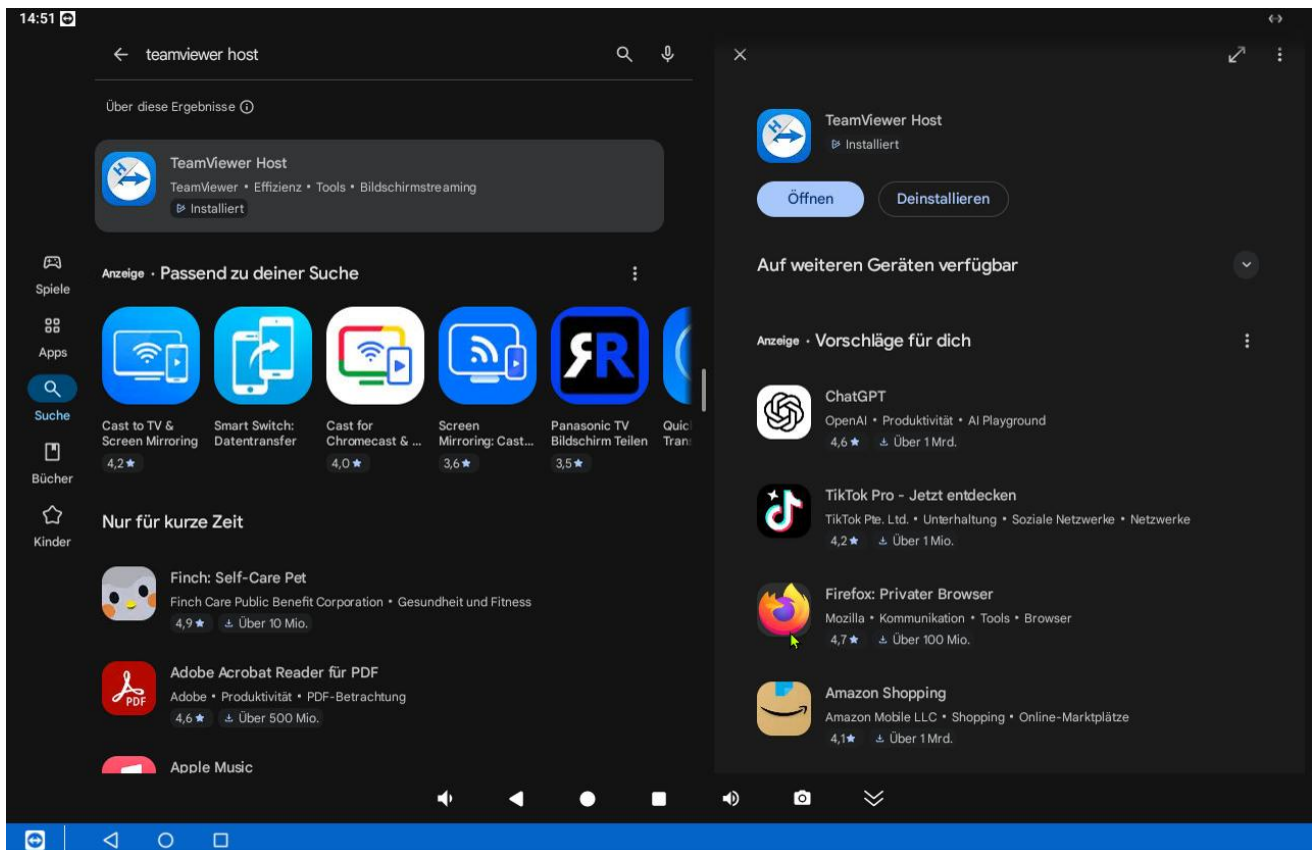 14:51
teamviewer host
Über diese Ergebnisse
TeamViewer Host
TeamViewer • Effizienz • Tools • Bildschirmstreaming
Installiert
Spiele
Apps
Suche
Bücher
Kinder
Anzeige • Passend zu deiner Suche
Cast to TV &
Screen Mirroring
4,2★
Smart Switch:
Datentransfer
Cast for
Chromecast & ...
4,0★
Screen
Mirroring: Cast...
3,6★
Panasonic TV
Bildschirm Teilen
3,5★
Nur für kurze Zeit
Finch: Self-Care Pet
Finch Care Public Benefit Corporation • Gesundheit und Fitness
4,9★ Über 10 Mio.
PDF
Adobe Acrobat Reader für PDF
Adobe • Produktivität • PDF-Betrachtung
4,6★ Über 500 Mio.
Apple Music
H
TeamViewer Host
Installiert
Öffnen Deinstallieren
Auf weiteren Geräten verfügbar
Anzeige • Vorschläge für dich
ChatGPT
OpenAI • Produktivität • AI Playground
4,6★ Über 1 Mrd.
TikTok Pro - Jetzt entdecken
TikTok Pte. Ltd. • Unterhaltung • Soziale Netzwerke • Netzwerke
4,2★ Über 1 Mio.
Firefox: Privater Browser
Mozilla • Kommunikation • Tools • Browser
4,7★ Über 100 Mio.
Amazon Shopping
Amazon Mobile LLC • Shopping • Online-Marktplätze
4,1★ Über 1 Mrd.